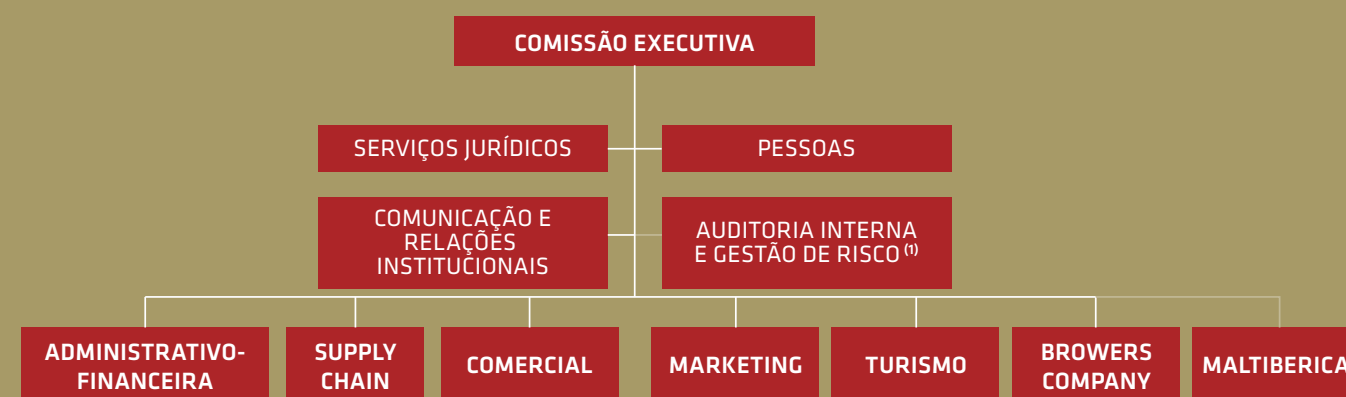 COMISSÃO EXECUTIVA
SERVIÇOS JURÍDICOS
PESSOAS
COMUNICAÇÃO E
RELAÇÕES
INSTITUCIONAIS
AUDITORIA INTERNA
E GESTÃO DE RISCO (1)
ADMINISTRATIVO-
FINANCEIRA
SUPPLY
CHAIN
COMERCIAL
MARKETING
TURISMO
BROWERS
COMPANY
MALTIBERICA